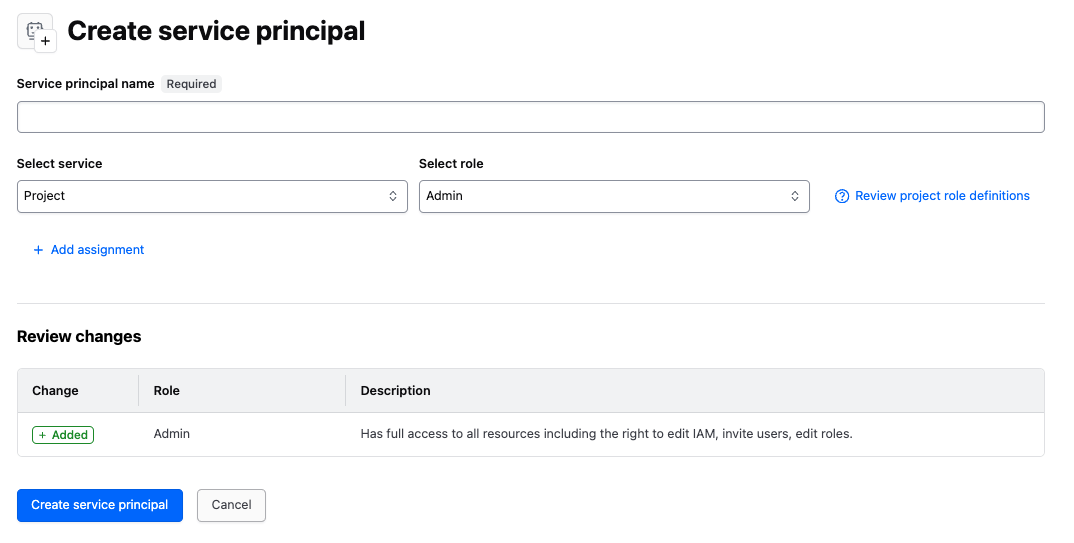 Create service principal
Service principal name Required
Select service Select role
Project Admin Review project role definitions
+ Add assignment
Review changes
Change Role Description
+ Added Admin Has full access to all resources including the right to edit IAM, invite users, edit roles.
Create service principal Cancel